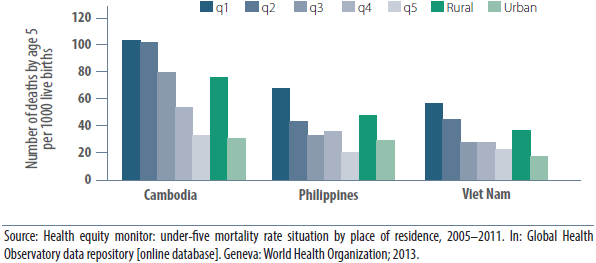 q1 q2 q3 q4 q5 Rural Urban
Number of deaths by age 5
per 1000 live births
120
100
80
60
40
20
0
Cambodia Philippines Viet Nam
Source: Health equity monitor: under-five mortality rate situation by place of residence, 2005–2011. In: Global Health
Observatory data repository [online database]. Geneva: World Health Organization; 2013.